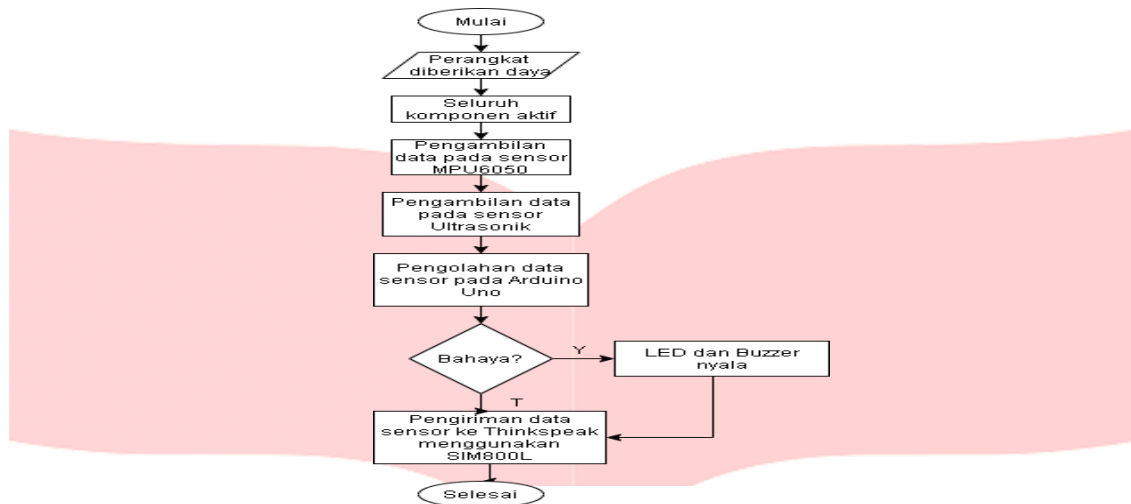 Mulai
Perangkat
diberikan daya
Seluruh
komponen aktif
Pengambilan
data pada sensor
MPU6050
Pengambilan data
pada sensor
Ultrasonik
Pengolahan data
sensor pada Arduino
Uno
Bahaya?
Y
LED dan Buzzer
nyala
T
Pengiriman data
sensor ke Thinkspeak
menggunakan
SIM800L
Selesai